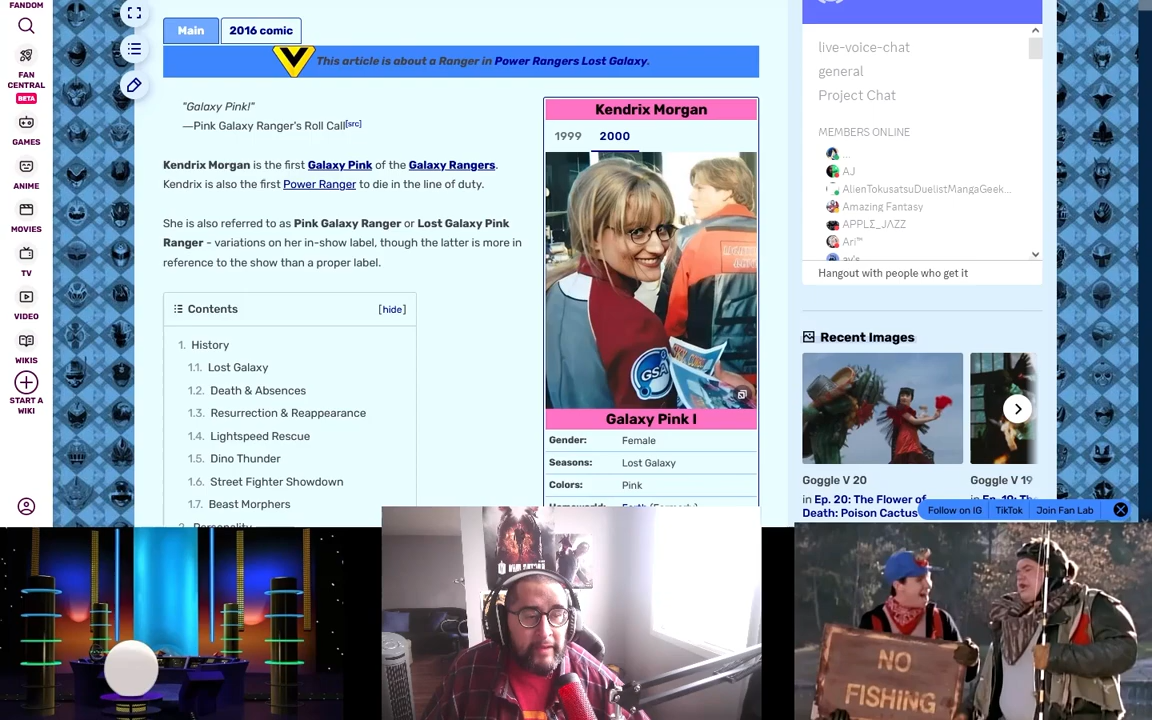 FANDOM
FAN
CENTRAL
BETA
GAMES
ANIME
MOVIES
TV
VIDEO
WIKIS
START A
WIKI
Main
2016 comic
This article is about a Ranger in Power Rangers Lost Galaxy.
"Galaxy Pink!"
—Pink Galaxy Ranger's Roll Call[src]
Kendrix Morgan is the first Galaxy Pink of the Galaxy Rangers.
Kendrix is also the first Power Ranger to die in the line of duty.
She is also referred to as Pink Galaxy Ranger or Lost Galaxy Pink
Ranger - variations on her in-show label, though the latter is more in
reference to the show than a proper label.
Contents [hide]
1. History
1.1. Lost Galaxy
1.2. Death & Absences
1.3. Resurrection & Reappearance
1.4. Lightspeed Rescue
1.5. Dino Thunder
1.6. Street Fighter Showdown
1.7. Beast Morphers
2. Personality
Kendrix Morgan
1999 2000
GSA
Galaxy Pink I
Gender: Female
Seasons: Lost Galaxy
Colors: Pink
live-voice-chat
general
Project Chat
MEMBERS ONLINE
...
AJ
AlienTokusatsuDuelistMangaGeek...
Amazing Fantasy
APPLΣ_JΛZZ
Ari™
Hangout with people who get it
Recent Images
Goggle V 20
in Ep. 20: The Flower of
Death: Poison Cactus
Goggle V 19
Follow on IG
TikTok
Join Fan Lab
NO
FISHING